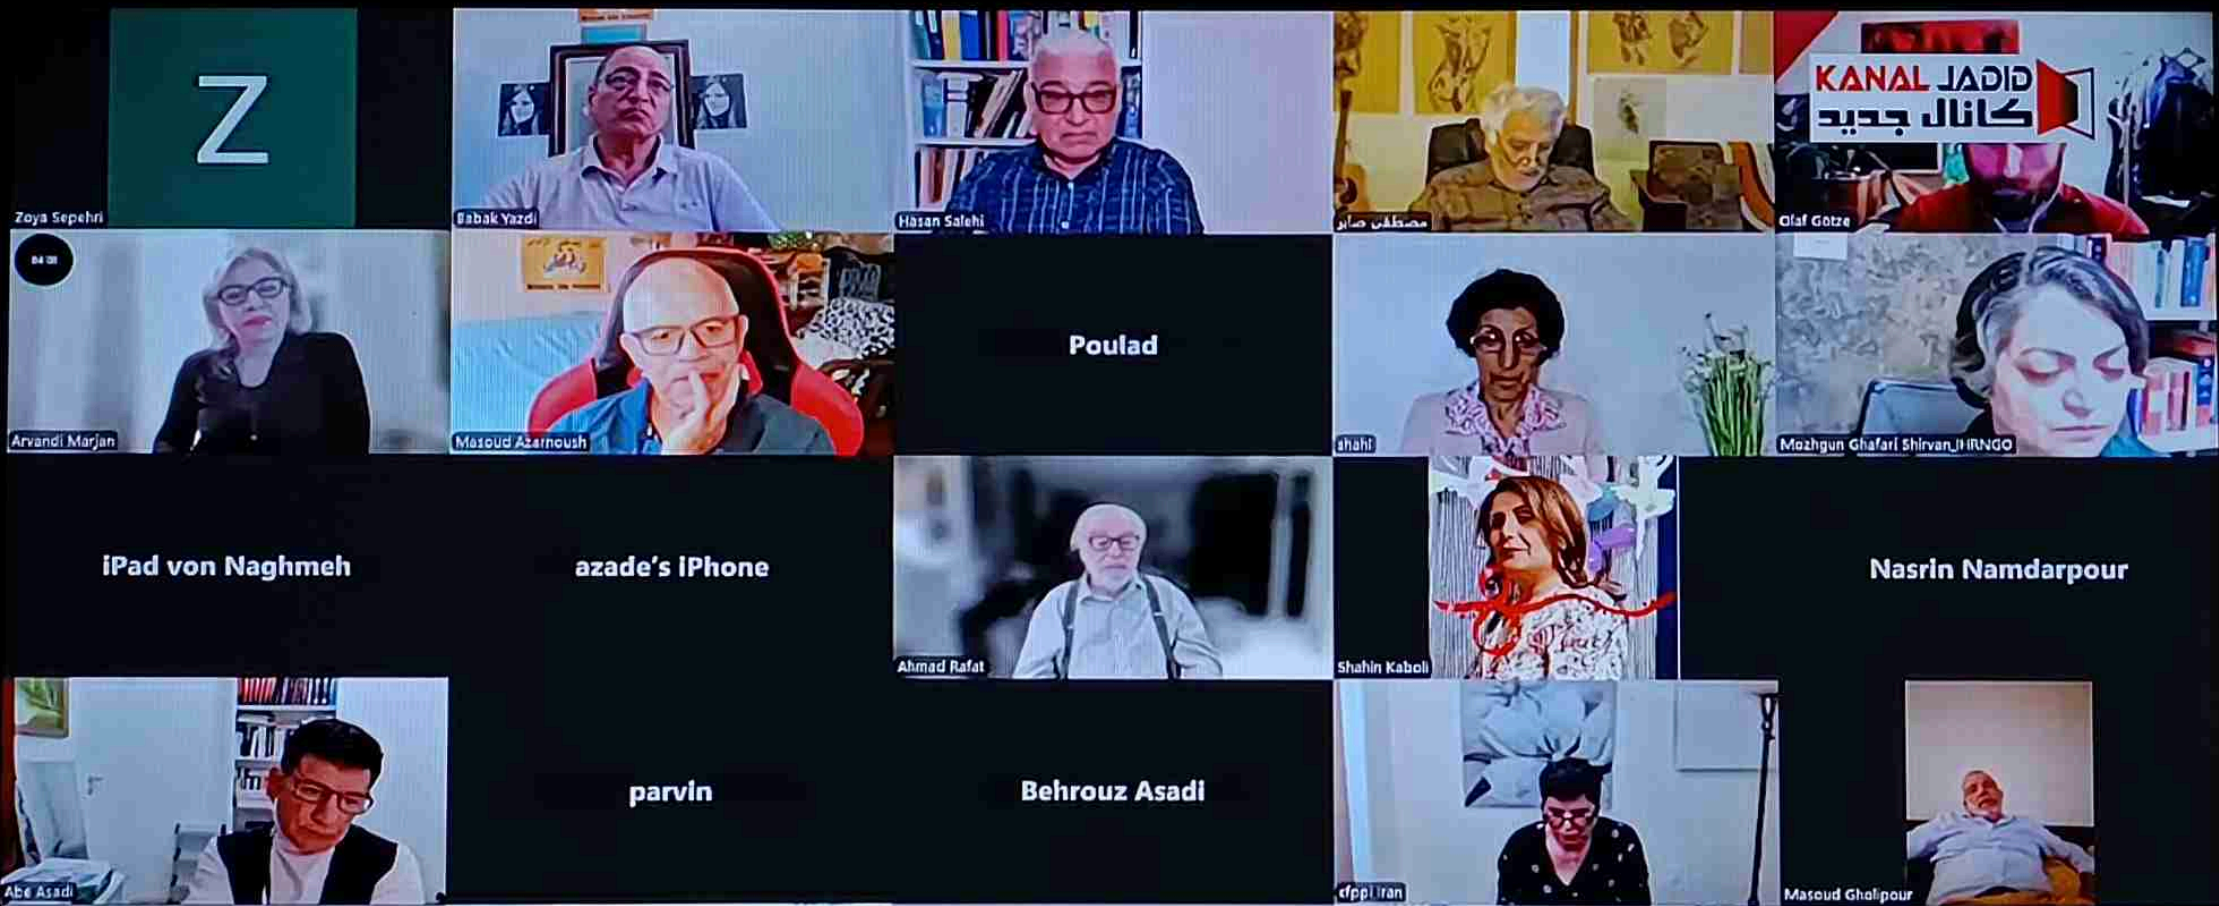 Z
Zoya Sepehri
Babak Yazdi
Hasan Salehi
مصطفی صابر
KANAL JADID
کانال جدید
Olaf Götze
Arvandi Marjan
Masoud Azarnoush
Poulad
shahi
Mozhgun Ghafari Shirvan_IHRNGO
iPad von Naghmeh
azade's iPhone
Ahmad Rafat
Shahin Kaboli
Nasrin Namdarpour
Abe Asadi
parvin
Behrouz Asadi
cfppi iran
Masoud Gholipour